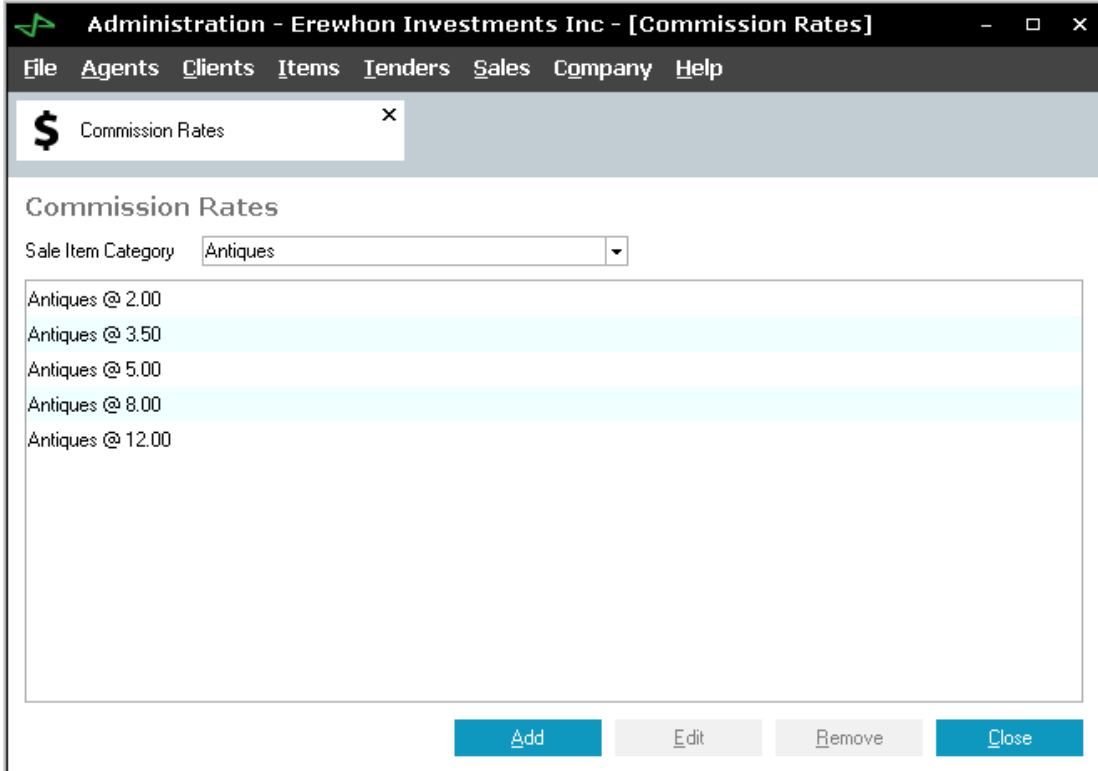 Administration - Erewhon Investments Inc - [Commission Rates]
File Agents Clients Items Tenders Sales Company Help
$ Commission Rates
Commission Rates
Sale Item Category Antiques
Antiques @ 2.00
Antiques @ 3.50
Antiques @ 5.00
Antiques @ 8.00
Antiques @ 12.00
Add Edit Remove Close